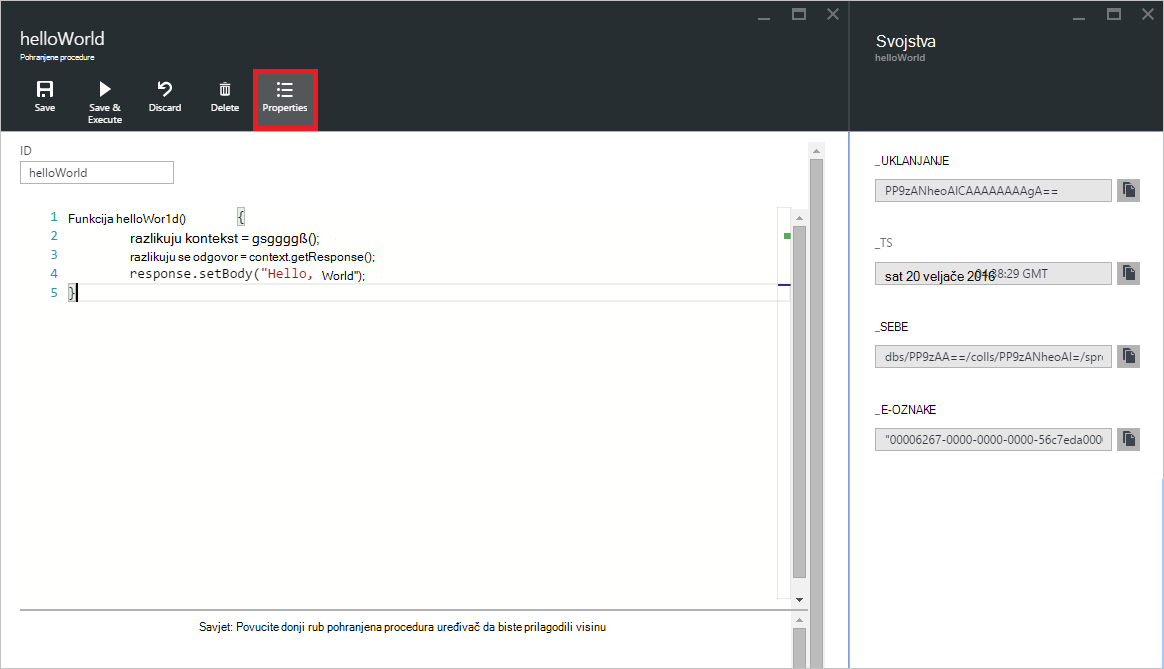 helloWorld
Pohranjene procedure
Save
Save & Execute
Discard
Delete
Properties
ID
helloWorld
1 Funkcija helloWor1d() {
2 razlikuju kontekst = gsggggß();
3 razlikuju se odgovor = context.getResponse();
4 response.setBody("Hello, World");
5 }
Savjet: Povucite donji rub pohranjena procedura uređivač da biste prilagodili visinu
Svojstva
helloWorld
_UKLANJANJE
PP9zANheoAICAAAAAAAAgA==
_TS
sat 20 veljače 2016 :38:29 GMT
_SEBE
dbs/PP9zAA==/colls/PP9zANheoAI=/spr
_E-OZNAKE
"00006267-0000-0000-0000-56c7eda000